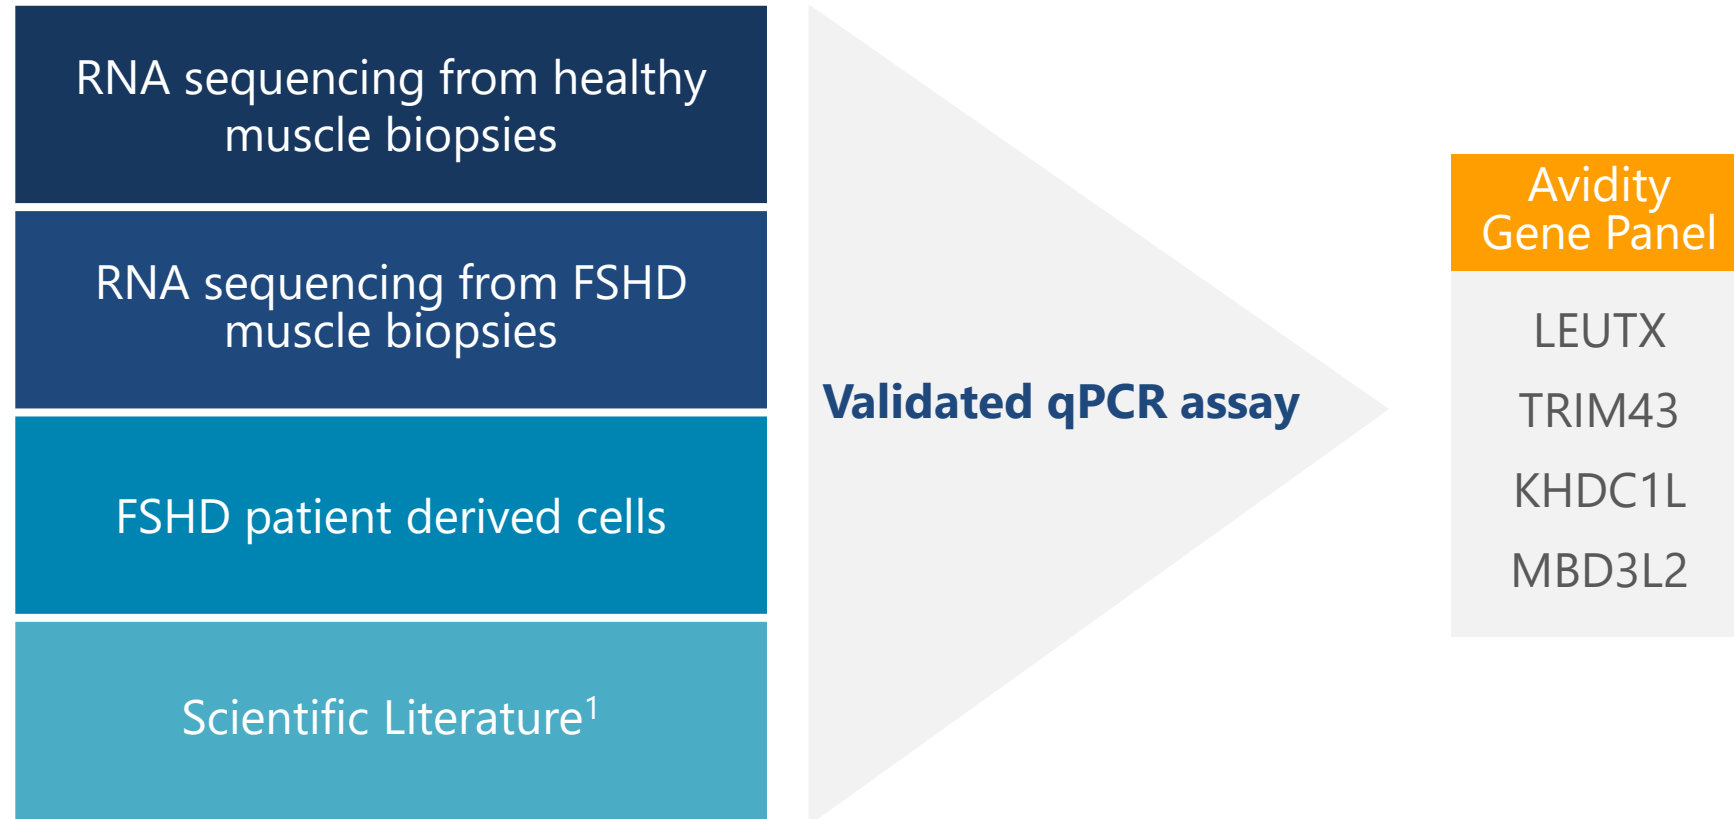 RNA sequencing from healthy
muscle biopsies
RNA sequencing from FSHD
muscle biopsies
FSHD patient derived cells
Scientific Literature¹
Validated qPCR assay
Avidity
Gene Panel
LEUTX
TRIM43
KHDC1L
MBD3L2